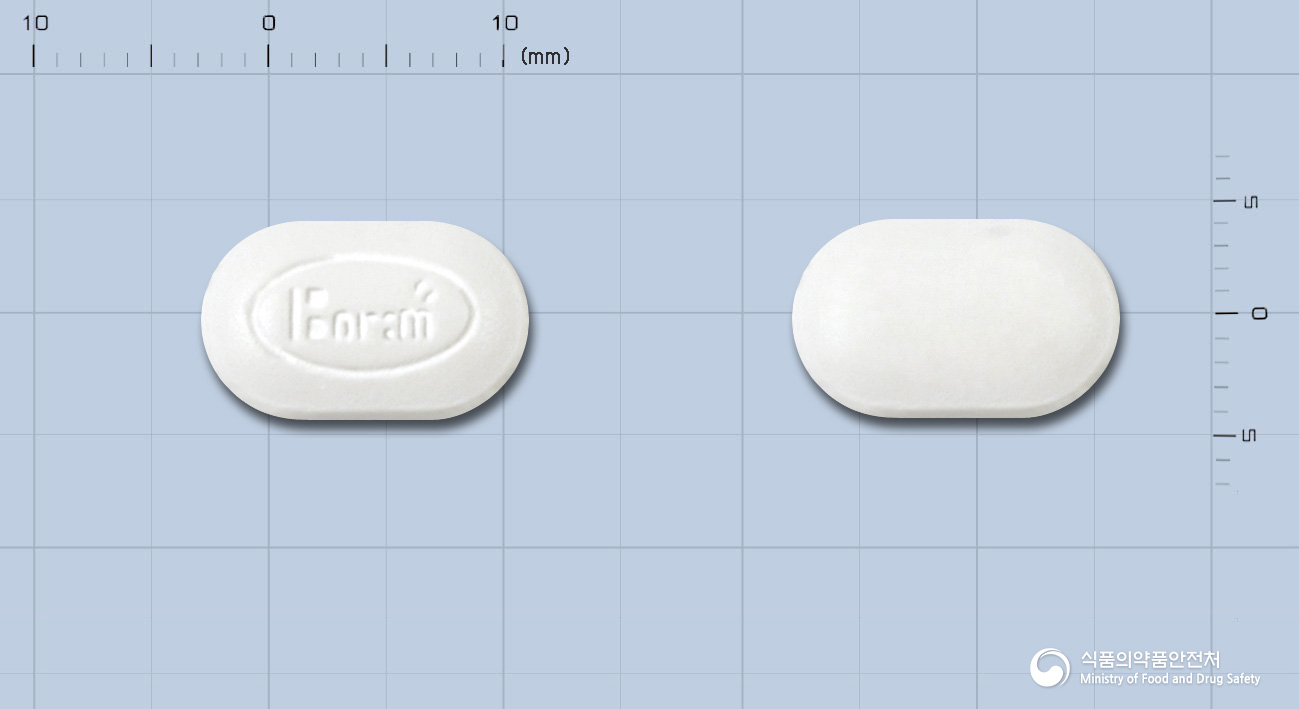 10 0 10
(mm)
Boram
5
0
5
식품의약품안전처
Ministry of Food and Drug Safety